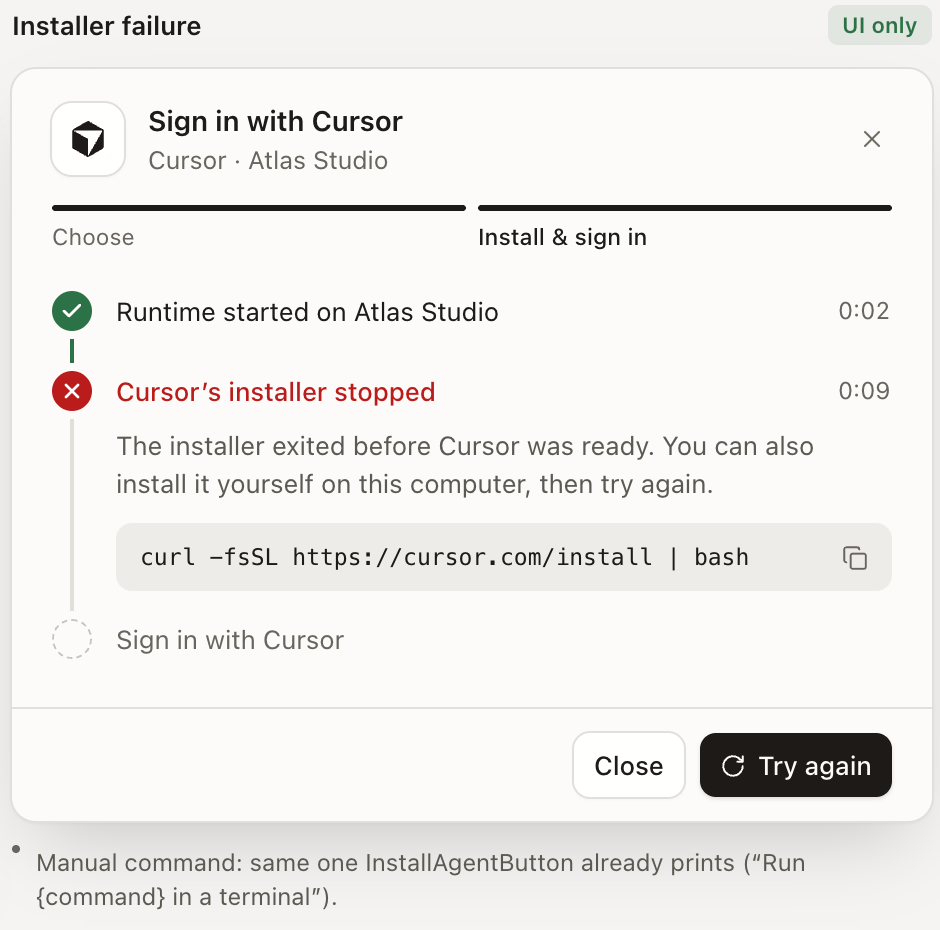 Installer failure
UI only
Sign in with Cursor
Cursor · Atlas Studio
Choose
Install & sign in
Runtime started on Atlas Studio
0:02
Cursor’s installer stopped
0:09
The installer exited before Cursor was ready. You can also
install it yourself on this computer, then try again.
curl -fsSL https://cursor.com/install | bash
Sign in with Cursor
Close
Try again
• Manual command: same one InstallAgentButton already prints (“Run
{command} in a terminal”).